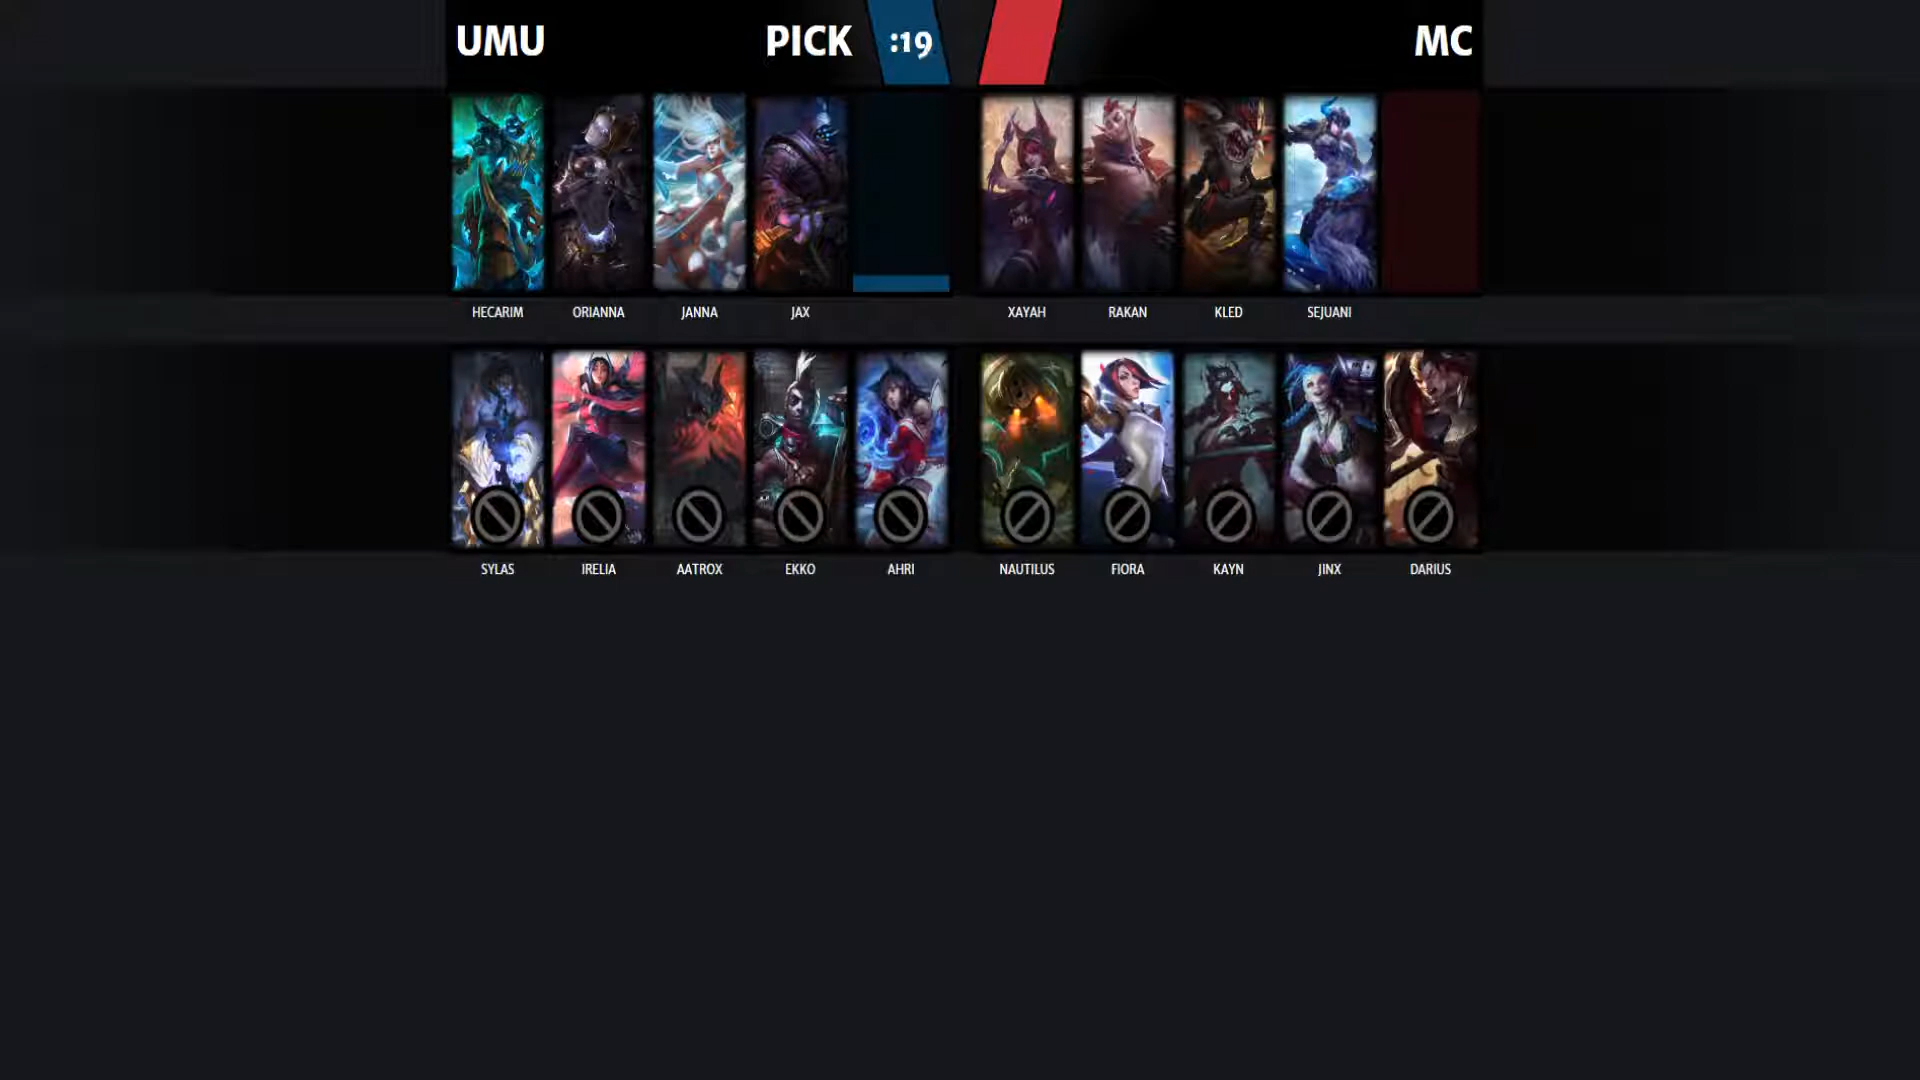 UMU PICK :19 MC
HECARIM ORIANNA JANNA JAX XAYAH RAKAN KLED SEJUANI
SYLAS IRELIA AATROX EKKO AHRI NAUTILUS FIORA KAYN JINX DARIUS